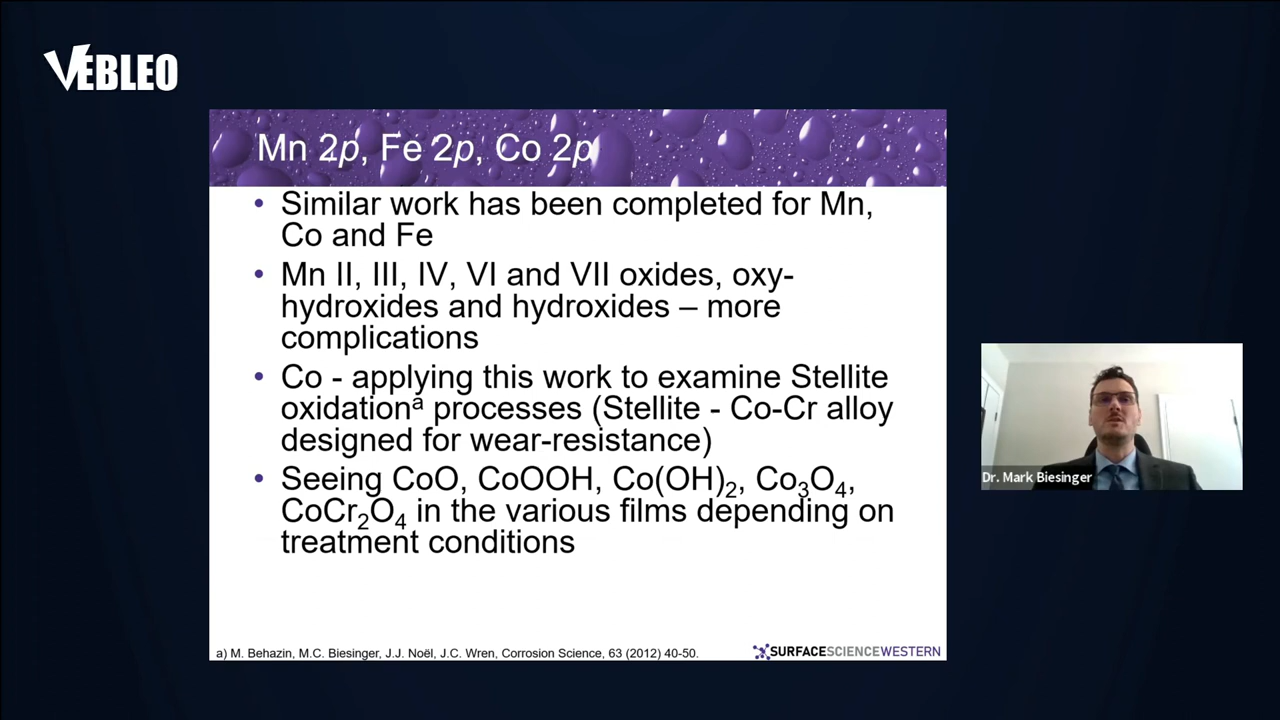 VEBLEO
Mn 2p, Fe 2p, Co 2p
• Similar work has been completed for Mn,
Co and Fe
• Mn II, III, IV, VI and VII oxides, oxy-
hydroxides and hydroxides – more
complications
• Co - applying this work to examine Stellite
oxidationᵃ processes (Stellite - Co-Cr alloy
designed for wear-resistance)
• Seeing CoO, CoOOH, Co(OH)₂, Co₃O₄,
CoCr₂O₄ in the various films depending on
treatment conditions
Dr. Mark Biesinger
a) M. Behazin, M.C. Biesinger, J.J. Noël, J.C. Wren, Corrosion Science, 63 (2012) 40-50.
SURFACESCIENCEWESTERN